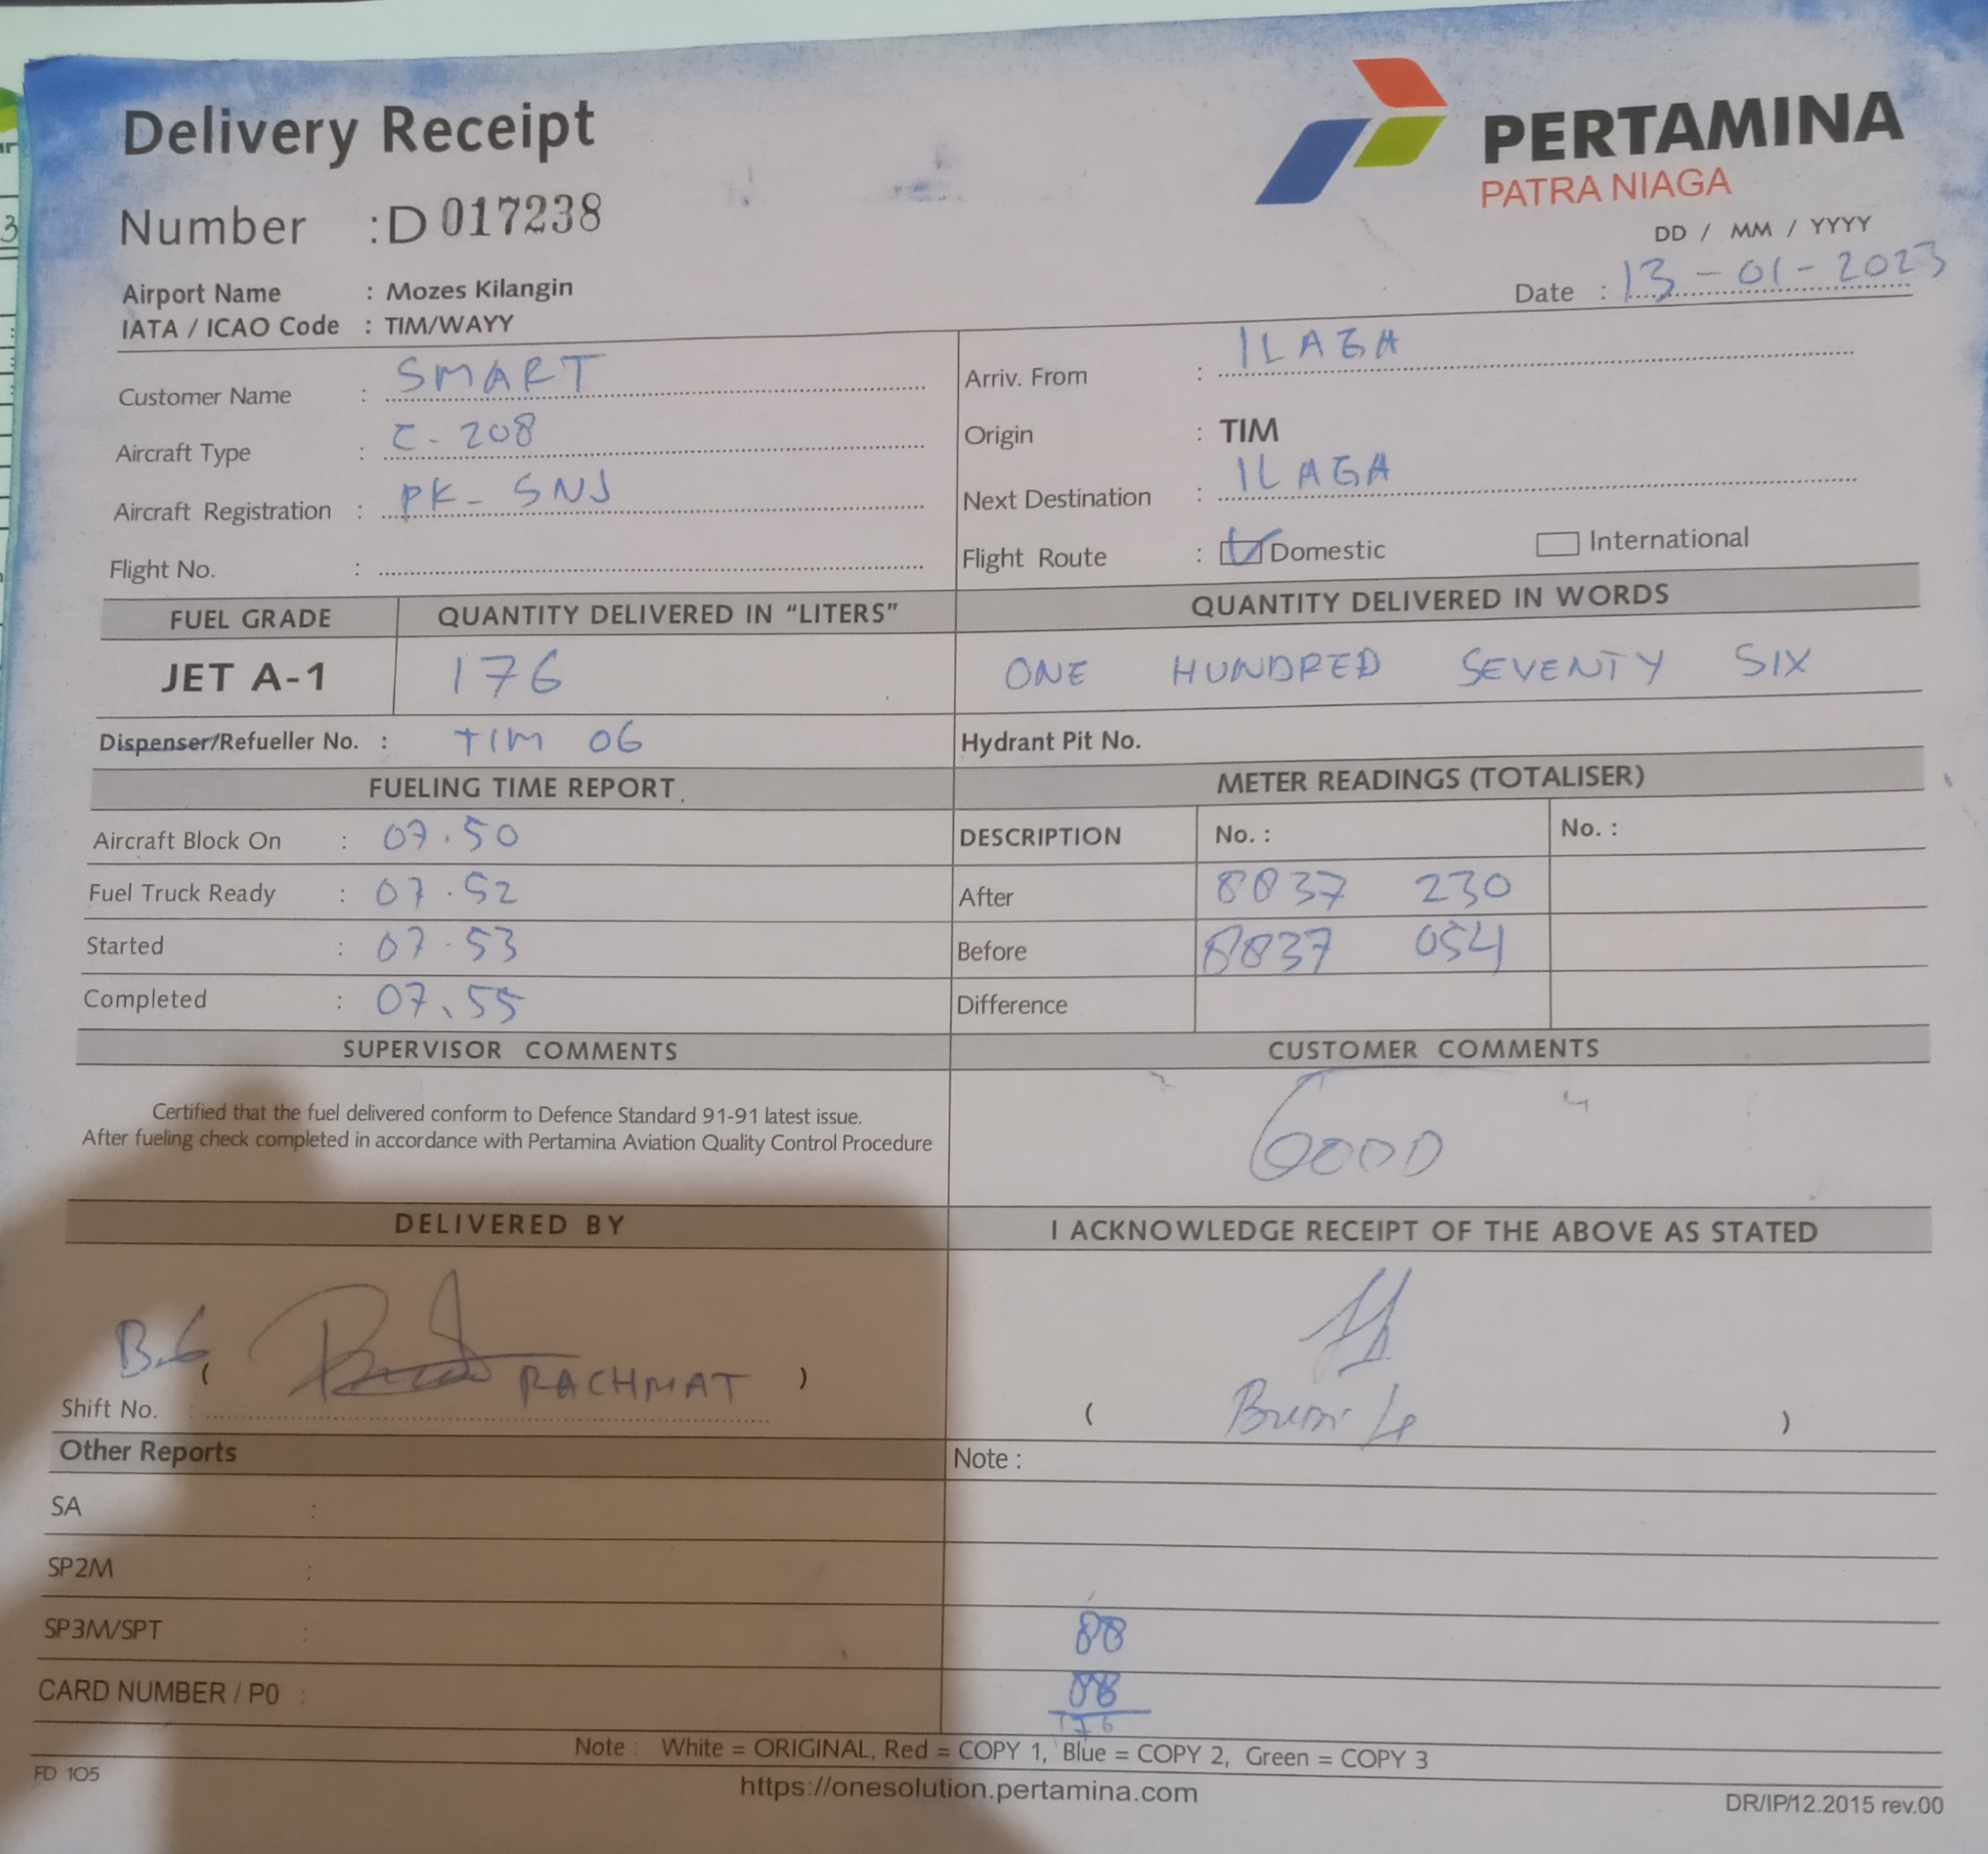 Delivery Receipt
PERTAMINA
PATRA NIAGA
Number : D 017238
DD / MM / YYYY
Date : 13 - 01 - 2023
Airport Name : Mozes Kilangin
IATA / ICAO Code : TIM/WAYY
Customer Name : SMART
Aircraft Type : C - 208
Aircraft Registration : PK - SNJ
Flight No. :
Arriv. From : ILAGA
Origin : TIM
Next Destination : ILAGA
Flight Route : Domestic International
FUEL GRADE QUANTITY DELIVERED IN “LITERS” QUANTITY DELIVERED IN WORDS
JET A-1 176 ONE HUNDRED SEVENTY SIX
Dispenser/Refueller No. : TIM 06 Hydrant Pit No.
FUELING TIME REPORT
Aircraft Block On : 07.50
Fuel Truck Ready : 07.52
Started : 07.53
Completed : 07.55
METER READINGS (TOTALISER)
DESCRIPTION No. : No. :
After 8837 230
Before 8837 054
Difference
SUPERVISOR COMMENTS
Certified that the fuel delivered conform to Defence Standard 91-91 latest issue.
After fueling check completed in accordance with Pertamina Aviation Quality Control Procedure
CUSTOMER COMMENTS
GOOD
DELIVERED BY
B.6 ( RACHMAT )
Shift No. :
I ACKNOWLEDGE RECEIPT OF THE ABOVE AS STATED
( )
Other Reports
SA :
SP2M :
SP3M/SPT :
CARD NUMBER / P0 :
Note :
88
88
176
Note : White = ORIGINAL, Red = COPY 1, Blue = COPY 2, Green = COPY 3
FD 105
https://onesolution.pertamina.com
DR/IP/12.2015 rev.00